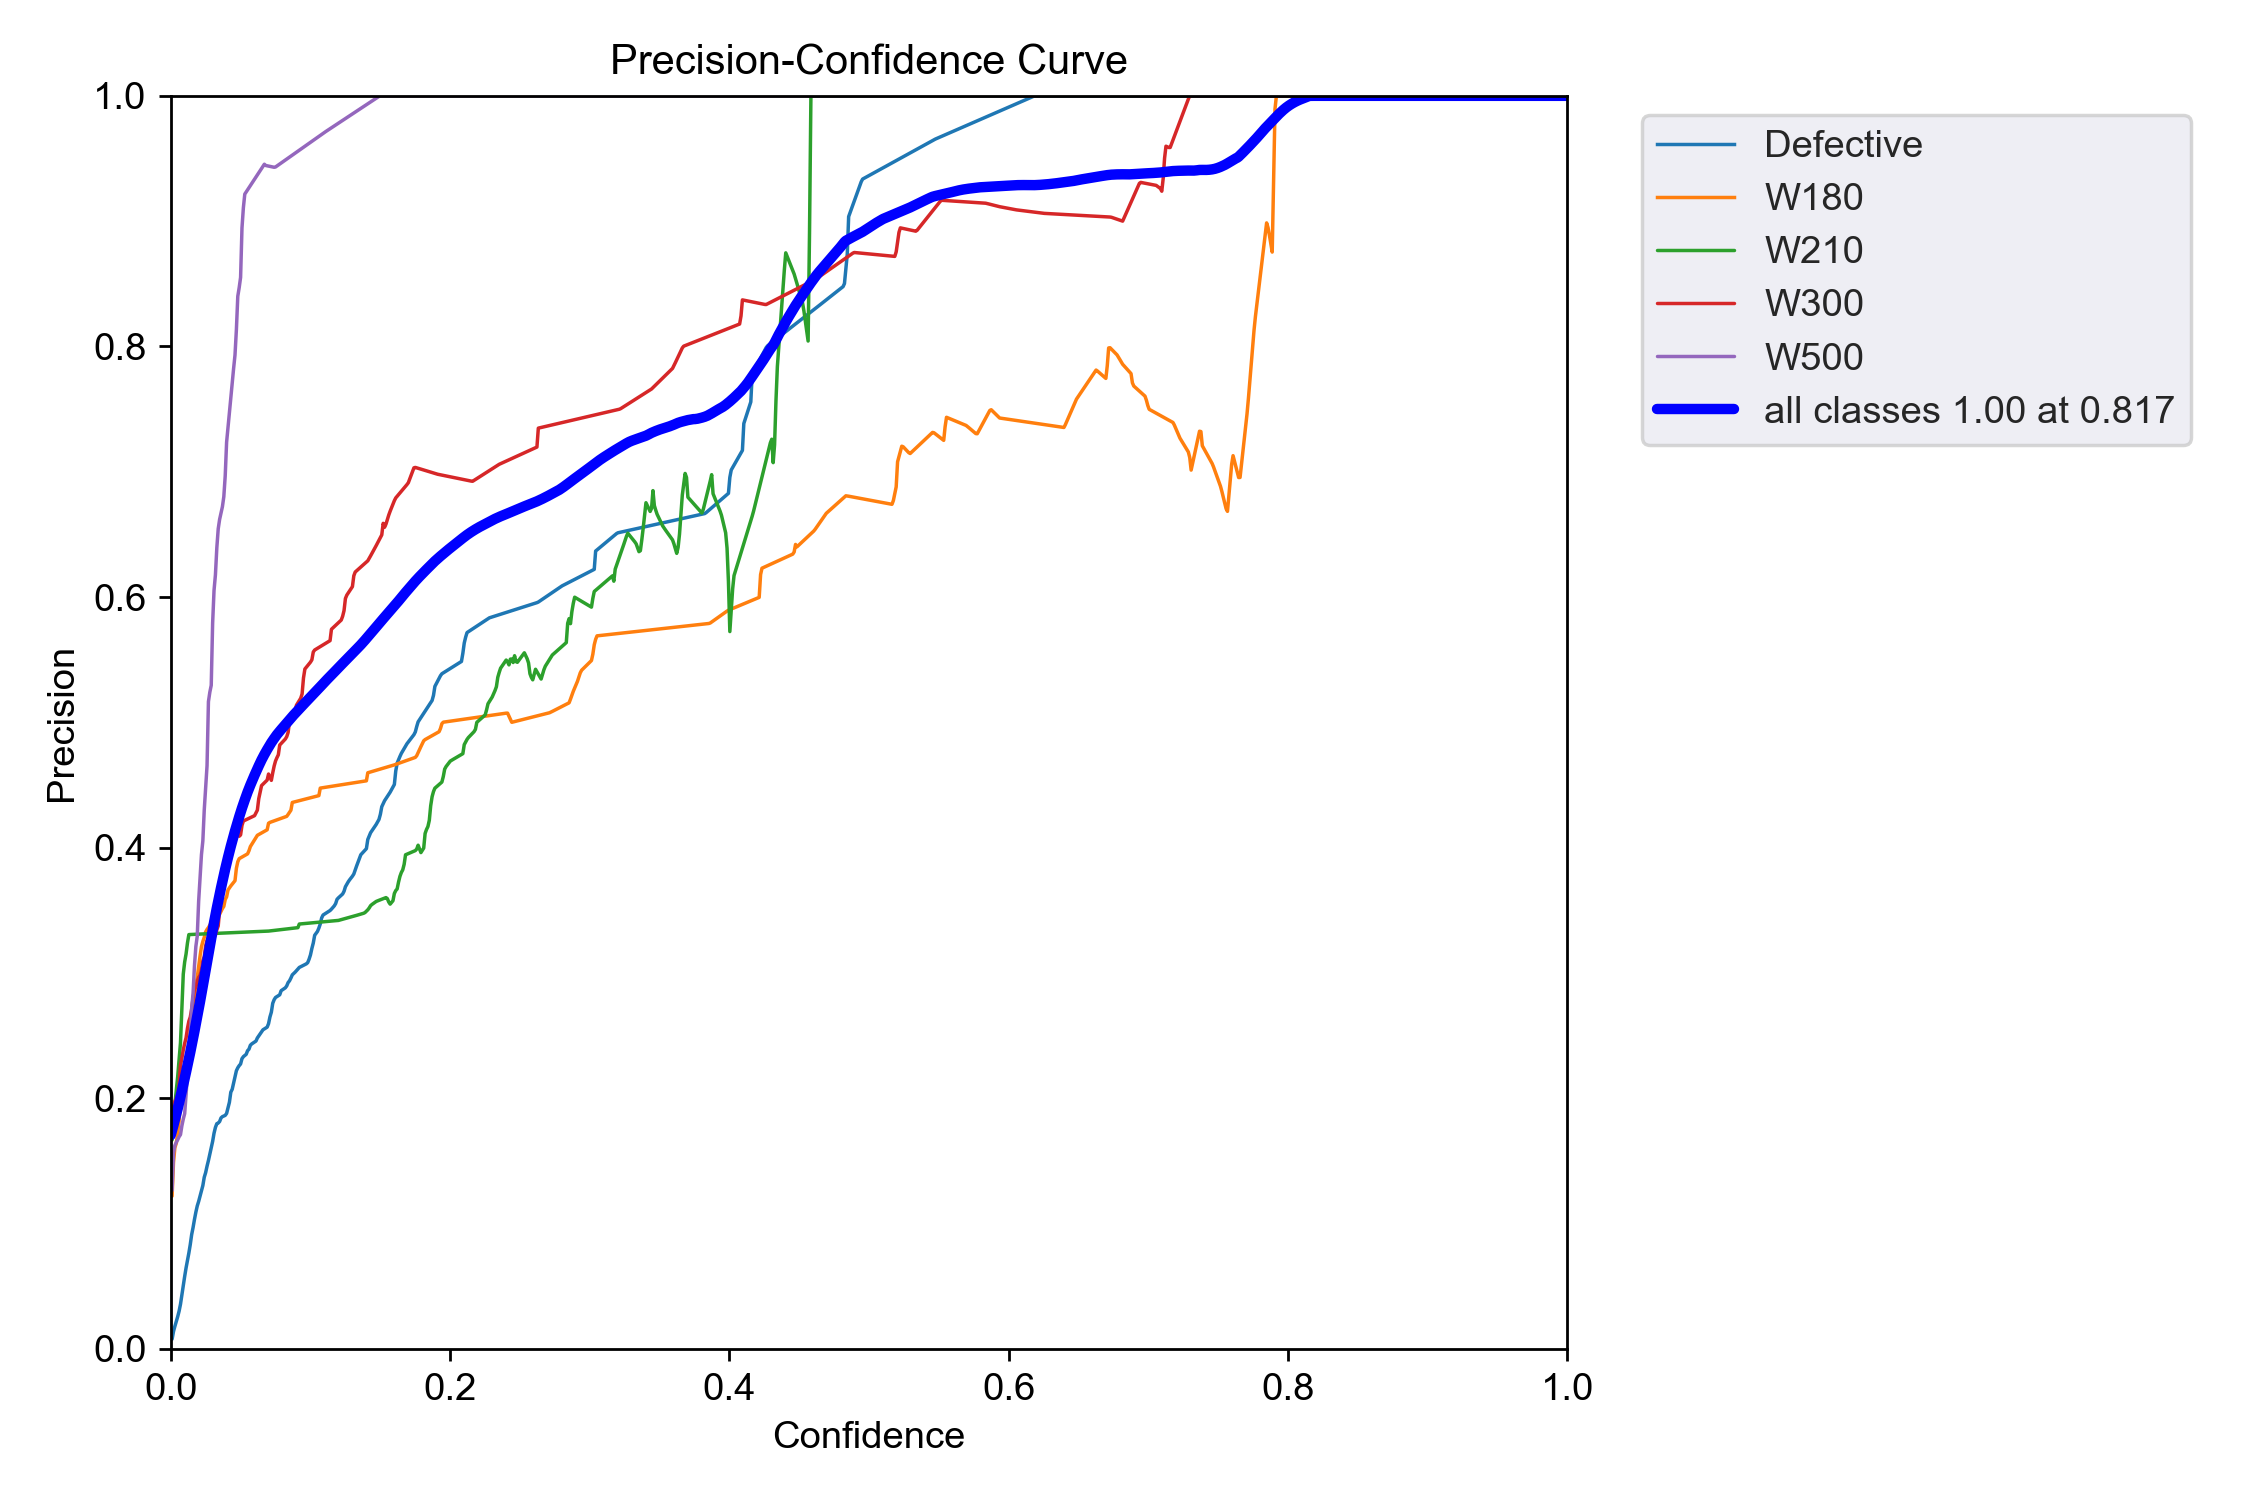 Precision-Confidence Curve
1.0
0.8
0.6
0.4
0.2
0.0
Precision
0.0 0.2 0.4 0.6 0.8 1.0
Confidence
Defective
W180
W210
W300
W500
all classes 1.00 at 0.817